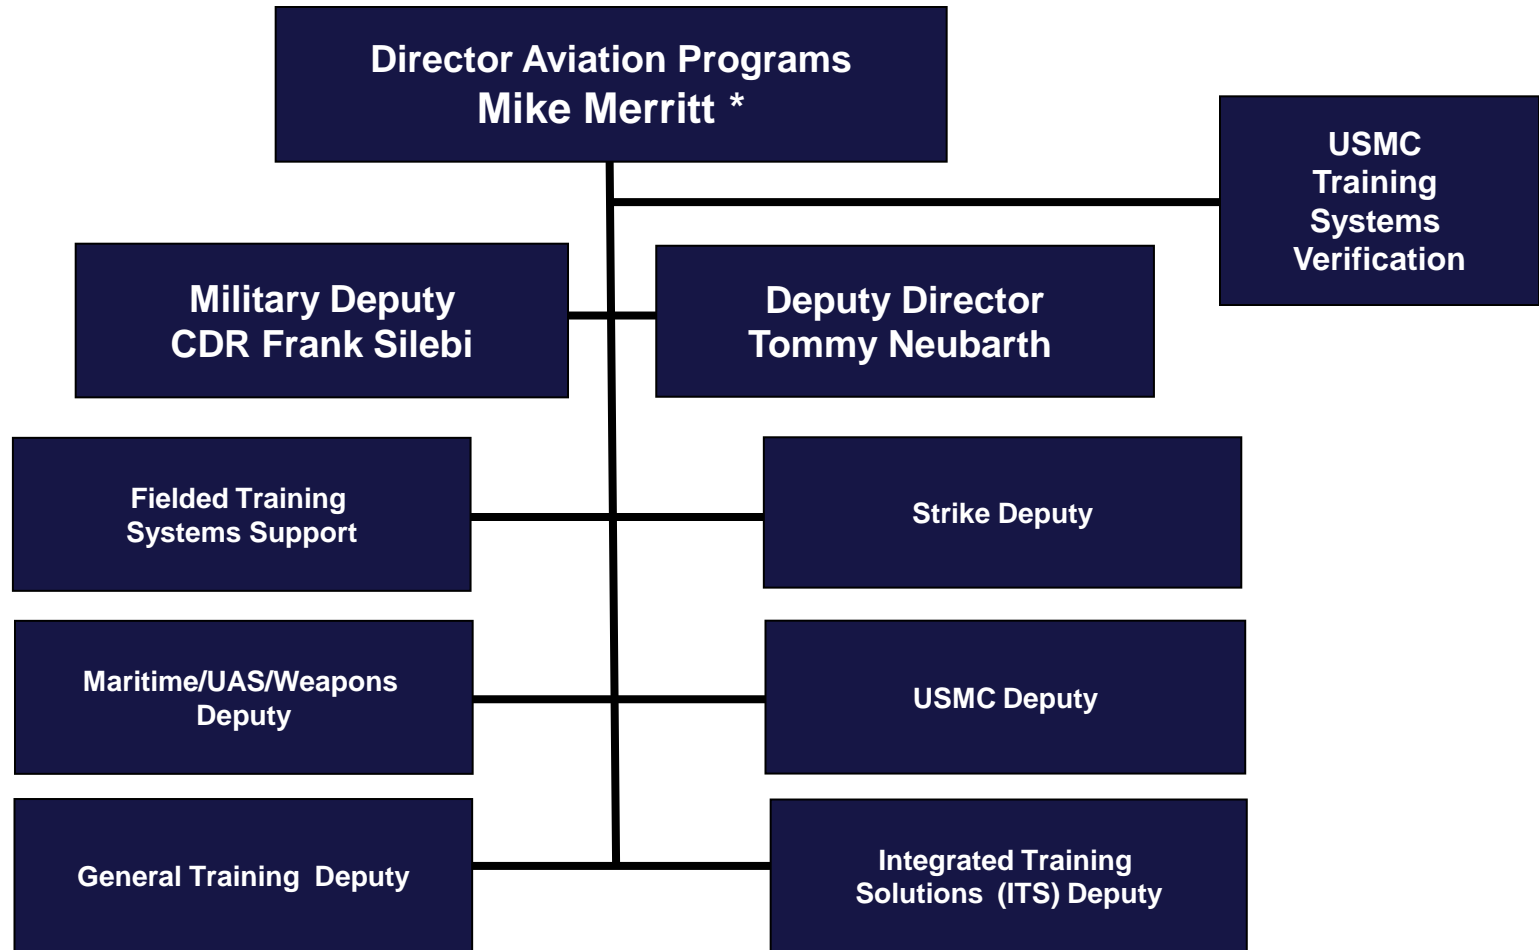 Director Aviation Programs
Mike Merritt *
USMC
Training
Systems
Verification
Military Deputy
CDR Frank Silebi
Deputy Director
Tommy Neubarth
Fielded Training
Systems Support
Strike Deputy
Maritime/UAS/Weapons
Deputy
USMC Deputy
General Training Deputy
Integrated Training
Solutions (ITS) Deputy